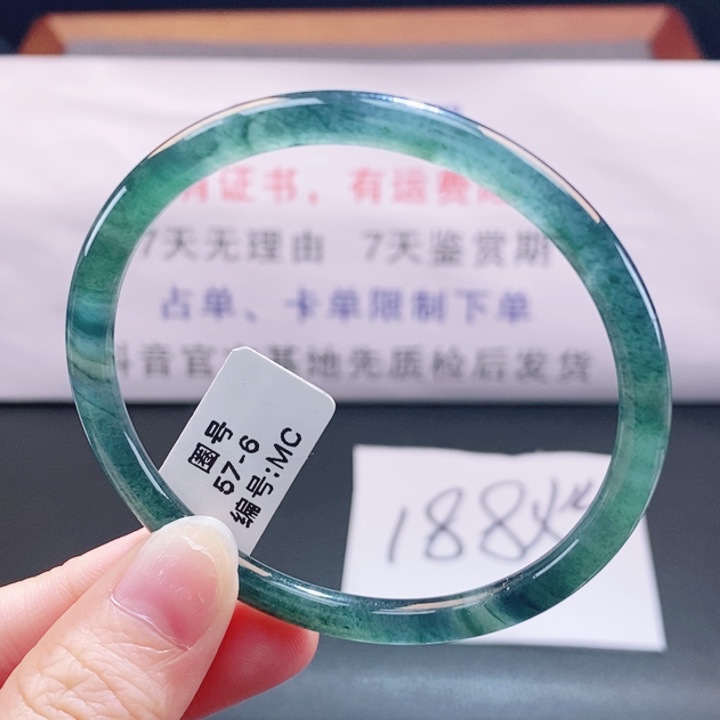 有证书，有运费
7天无理由 7天鉴赏期
占单、卡单限制下单
抖音官方基地先质检后发货
圈号
57-6
编号:MC
188